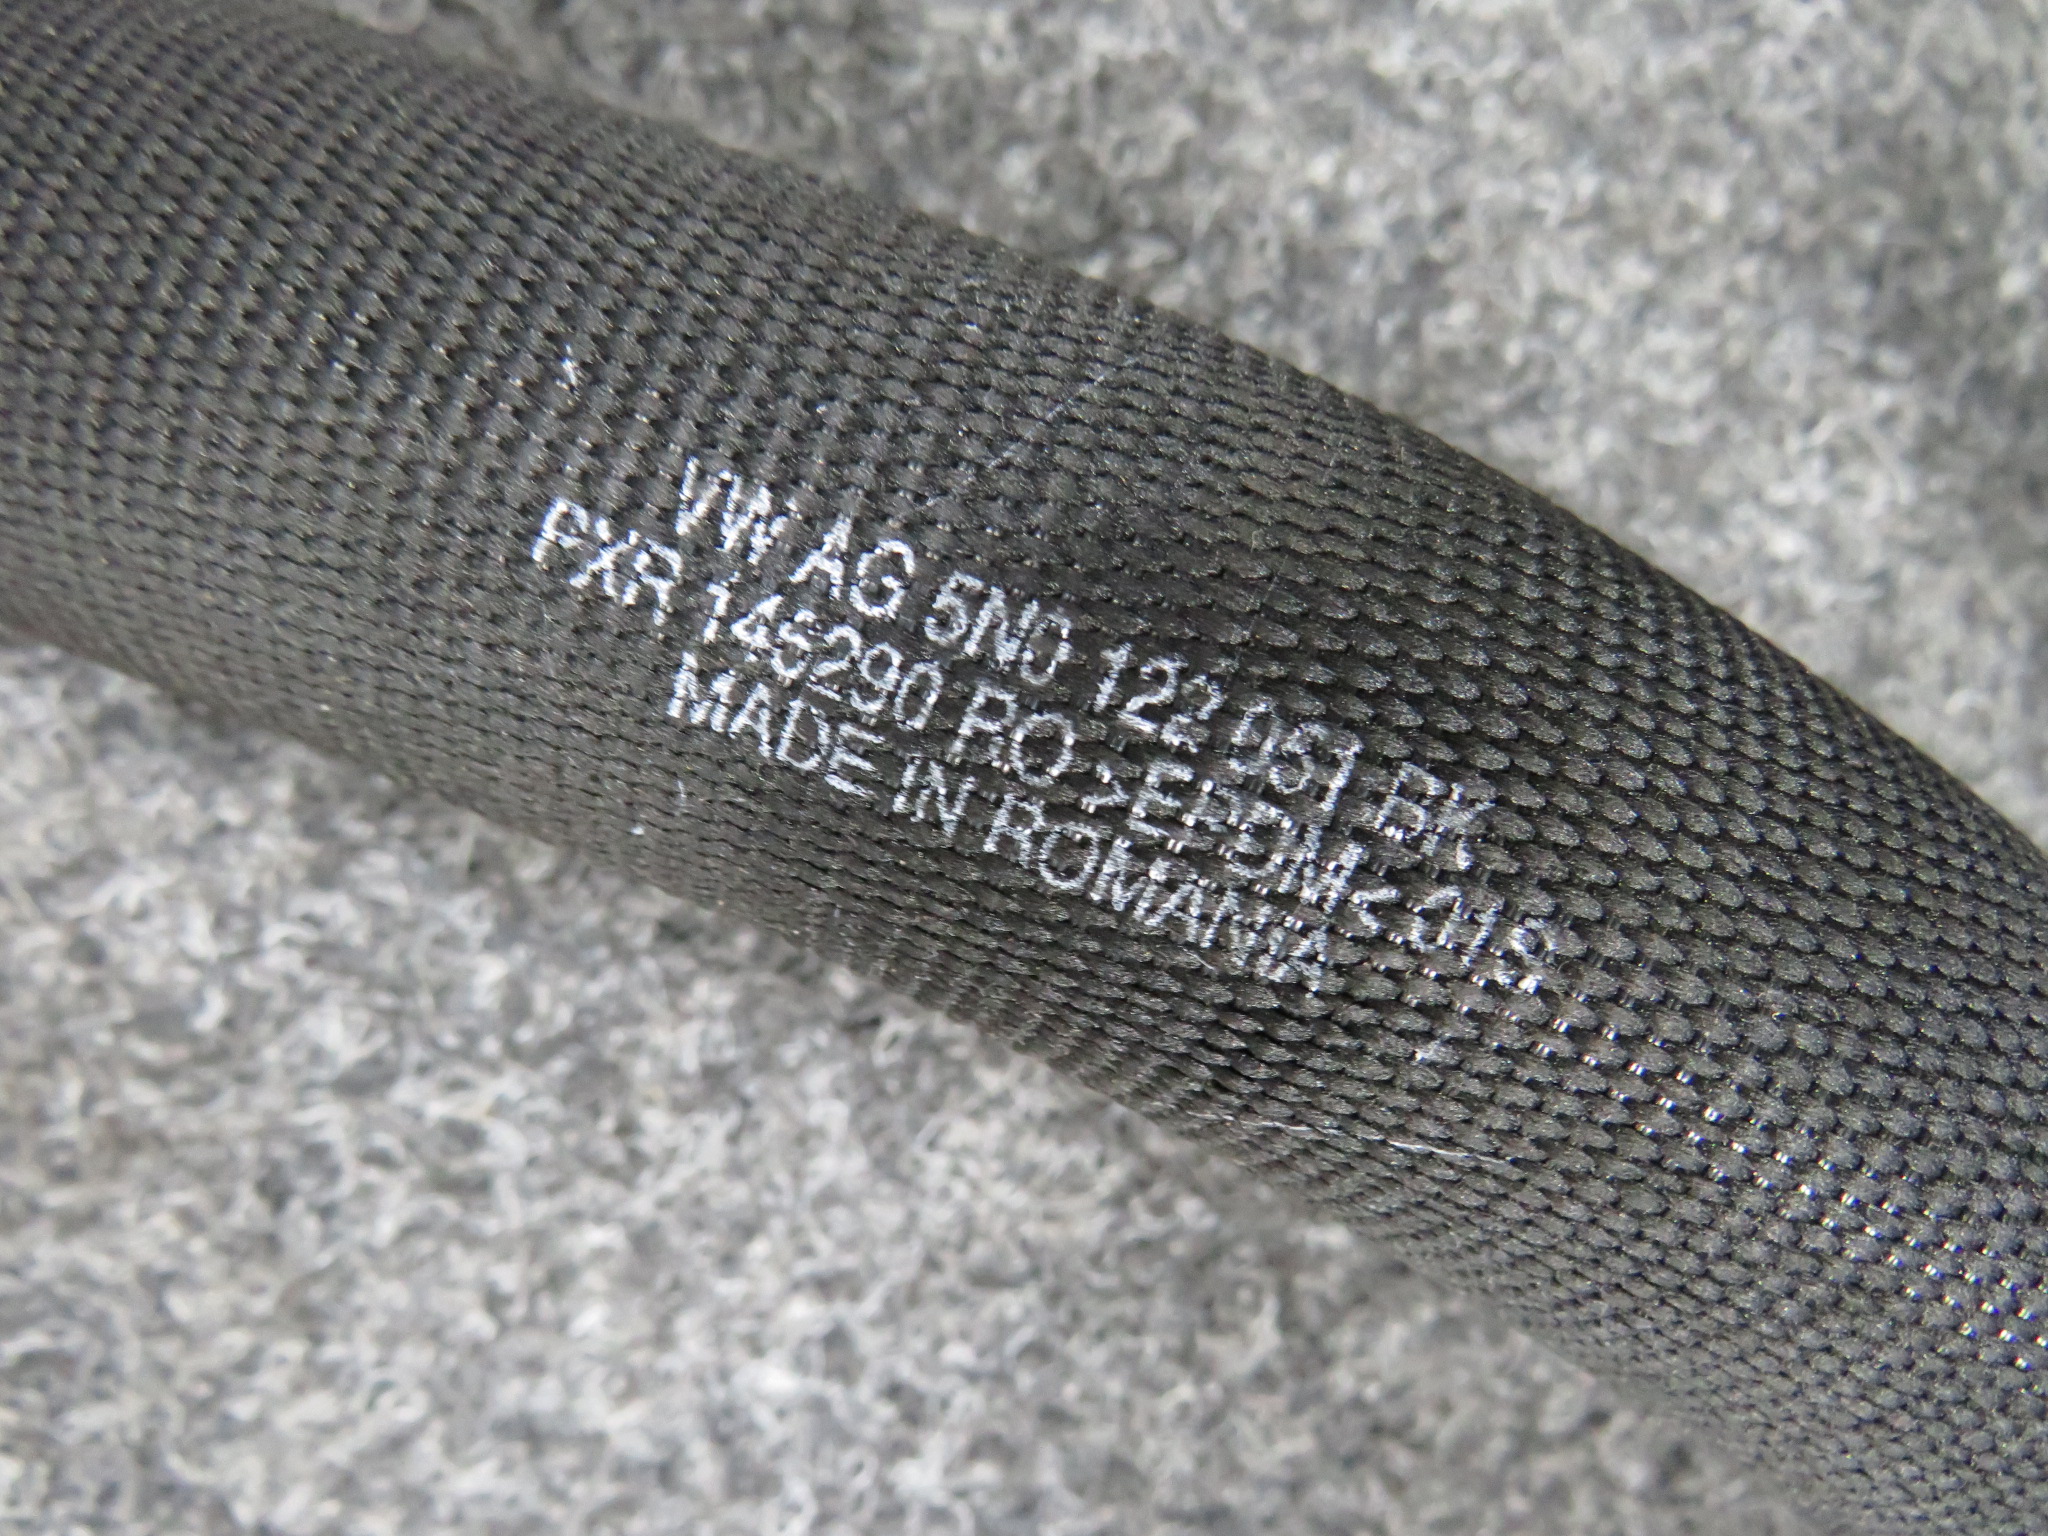 VW AG 5N0 122 051 BK
PXR 145290 RO >EPDM<
MADE IN ROMANIA